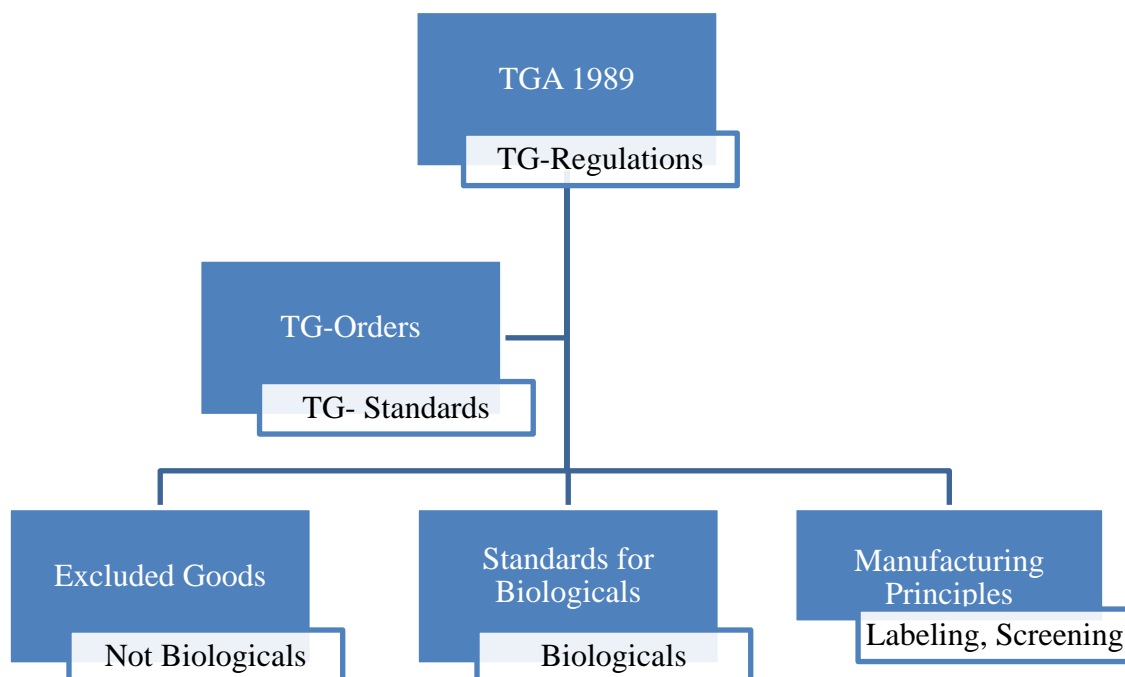 TGA 1989
TG-Regulations
TG-Orders
TG- Standards
Excluded Goods
Not Biologicals
Standards for
Biologicals
Biologicals
Manufacturing
Principles
Labeling, Screening